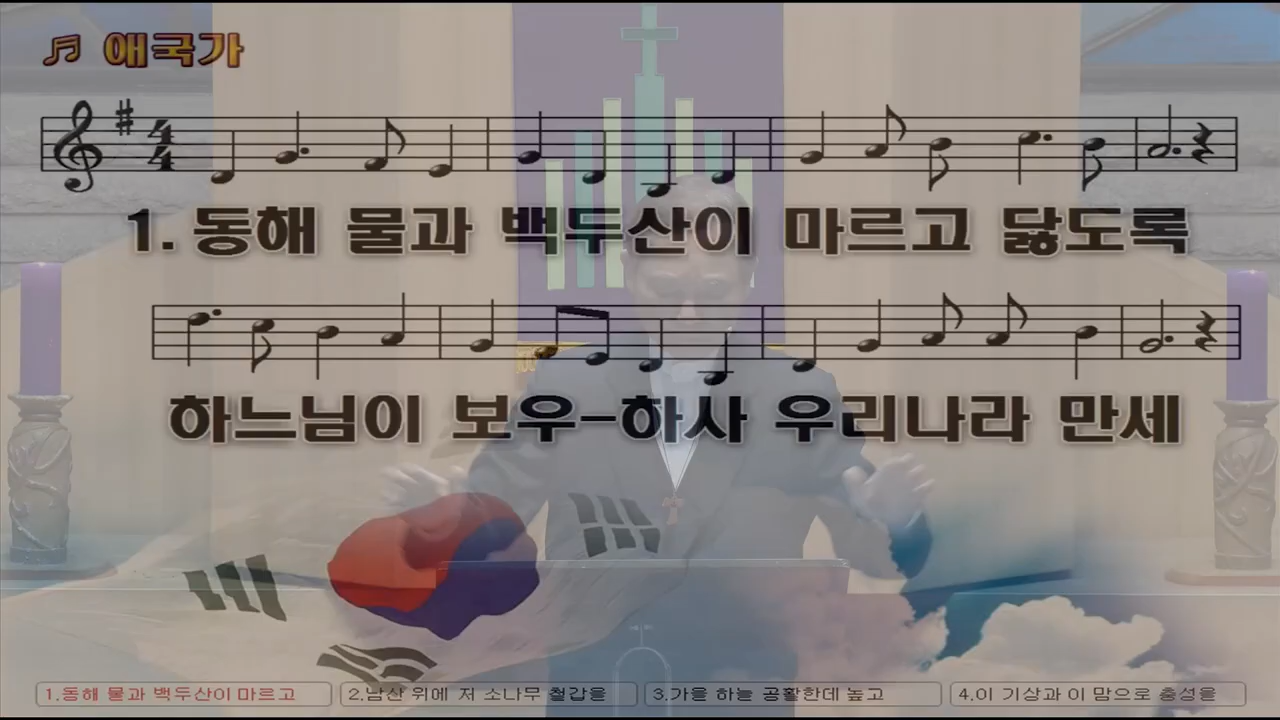 애국가
1. 동해 물과 백두산이 마르고 닳도록
하느님이 보우-하사 우리나라 만세
1.동해 물과 백두산이 마르고
2.남산 위에 저 소나무 철갑을
3.가을 하늘 공활한데 높고
4.이 기상과 이 맘으로 충성을